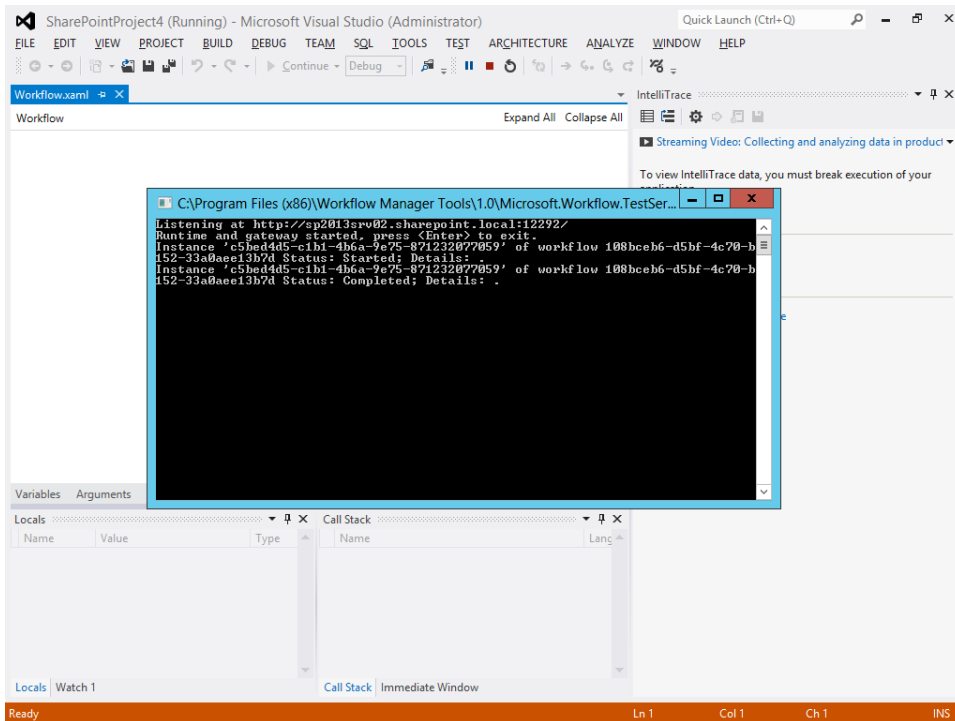 SharePointProject4 (Running) - Microsoft Visual Studio (Administrator)
Quick Launch (Ctrl+Q)
FILE EDIT VIEW PROJECT BUILD DEBUG TEAM SQL TOOLS TEST ARCHITECTURE ANALYZE WINDOW HELP
Continue Debug
Workflow.xaml
IntelliTrace
Workflow Expand All Collapse All
Streaming Video: Collecting and analyzing data in product
To view IntelliTrace data, you must break execution of your
C:\Program Files (x86)\Workflow Manager Tools\1.0\Microsoft.Workflow.TestSer...
Listening at http://sp2013srv02.sharepoint.local:12292/
Runtime and gateway started, press <Enter> to exit.
Instance 'c5bed4d5-c1b1-4b6a-9e75-871232077059' of workflow 108bceb6-d5bf-4c70-b
152-33a0aee13b7d Status: Started; Details: .
Instance 'c5bed4d5-c1b1-4b6a-9e75-871232077059' of workflow 108bceb6-d5bf-4c70-b
152-33a0aee13b7d Status: Completed; Details: .
Variables Arguments
Locals
Name Value Type
Call Stack
Name Lang
Locals Watch 1
Call Stack Immediate Window
Ready Ln 1 Col 1 Ch 1 INS